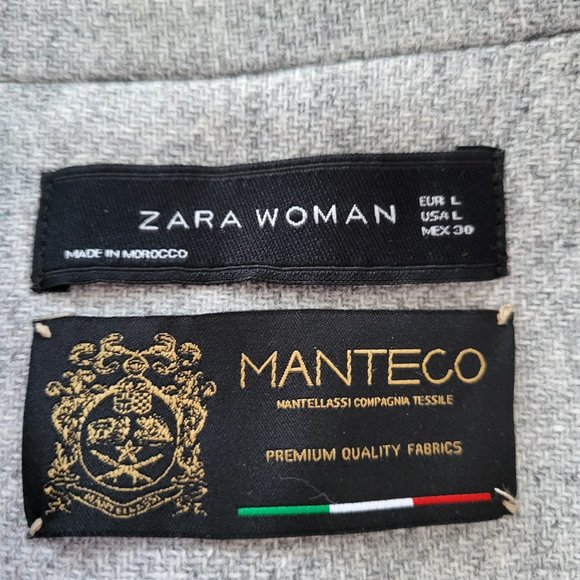 ZARA WOMAN
EUR L
USA L
MEX 30
MADE IN MOROCCO
MANTECO
MANTELLASSI COMPAGNIA TESSILE
PREMIUM QUALITY FABRICS